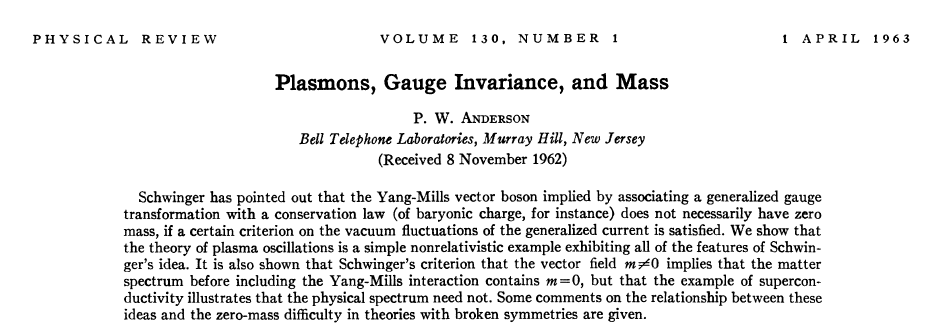 PHYSICAL REVIEW VOLUME 130, NUMBER 1 1 APRIL 1963
Plasmons, Gauge Invariance, and Mass
P. W. ANDERSON
Bell Telephone Laboratories, Murray Hill, New Jersey
(Received 8 November 1962)
Schwinger has pointed out that the Yang-Mills vector boson implied by associating a generalized gauge
transformation with a conservation law (of baryonic charge, for instance) does not necessarily have zero
mass, if a certain criterion on the vacuum fluctuations of the generalized current is satisfied. We show that
the theory of plasma oscillations is a simple nonrelativistic example exhibiting all of the features of Schwin-
ger's idea. It is also shown that Schwinger's criterion that the vector field m≠0 implies that the matter
spectrum before including the Yang-Mills interaction contains m=0, but that the example of supercon-
ductivity illustrates that the physical spectrum need not. Some comments on the relationship between these
ideas and the zero-mass difficulty in theories with broken symmetries are given.